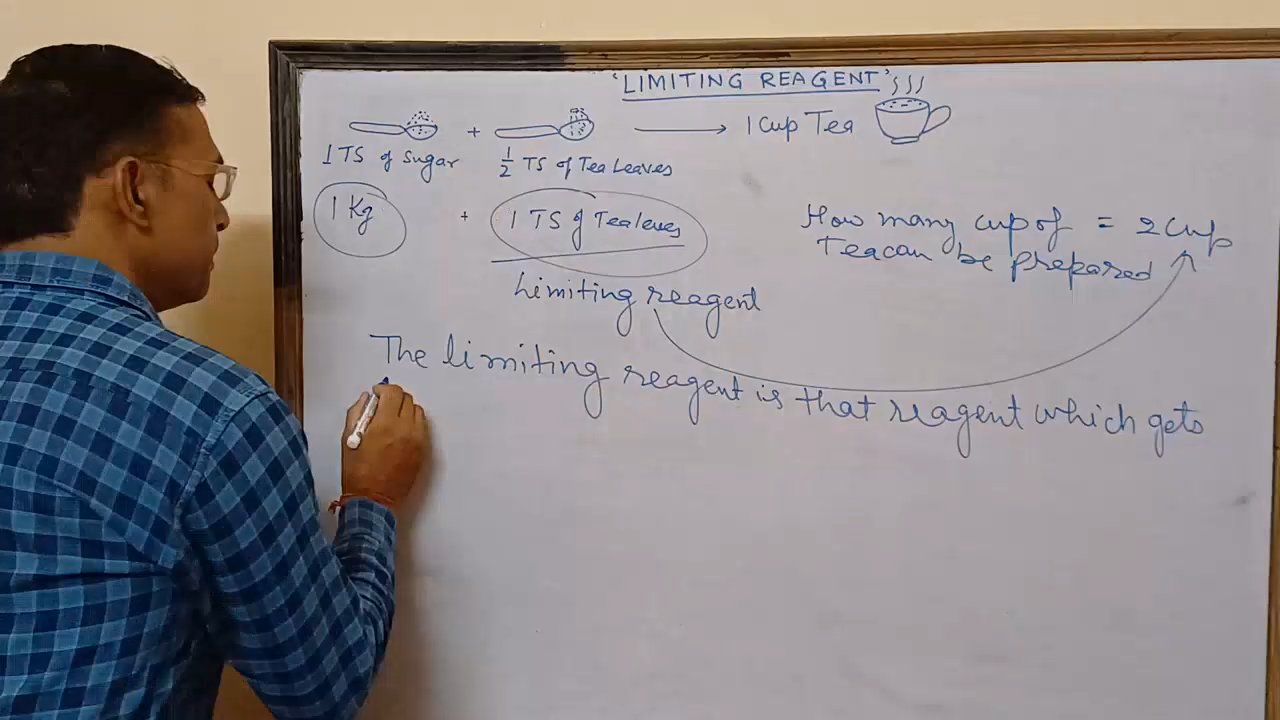 'LIMITING REAGENT'
+ → 1 Cup Tea
1 TS of Sugar 1/2 TS of Tea Leaves
1 Kg + 1 TS of Tealeves
How many cup of = 2 Cup
Tea can be prepared
Limiting reagent
The limiting reagent is that reagent which gets